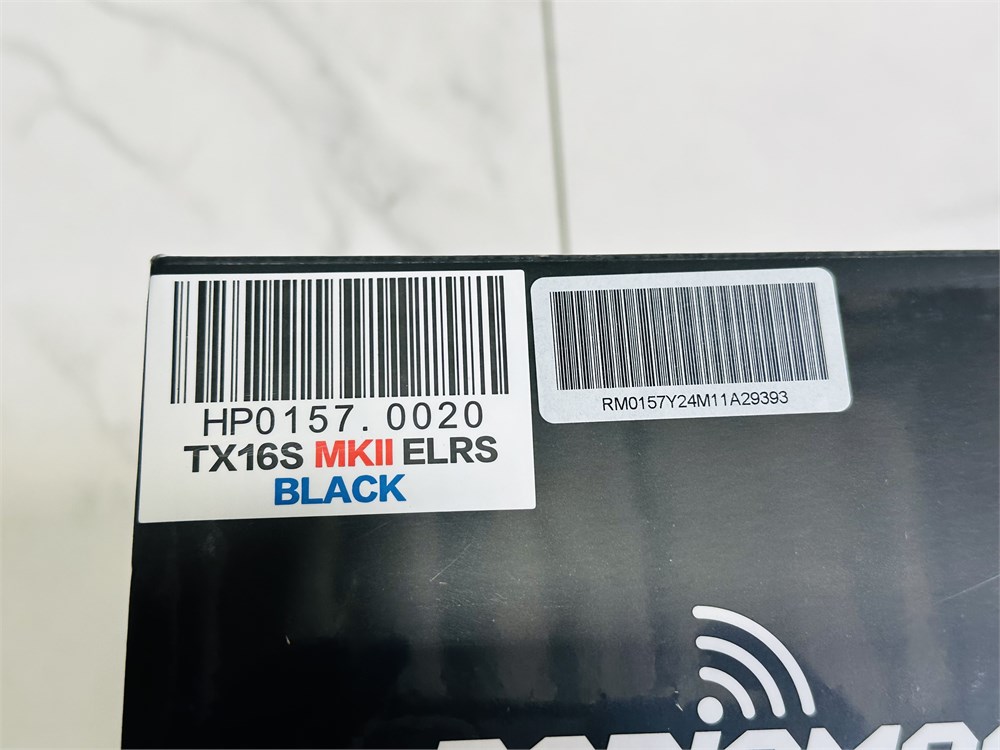 HP0157.0020
TX16S MKII ELRS
BLACK
RM0157Y24M11A29393